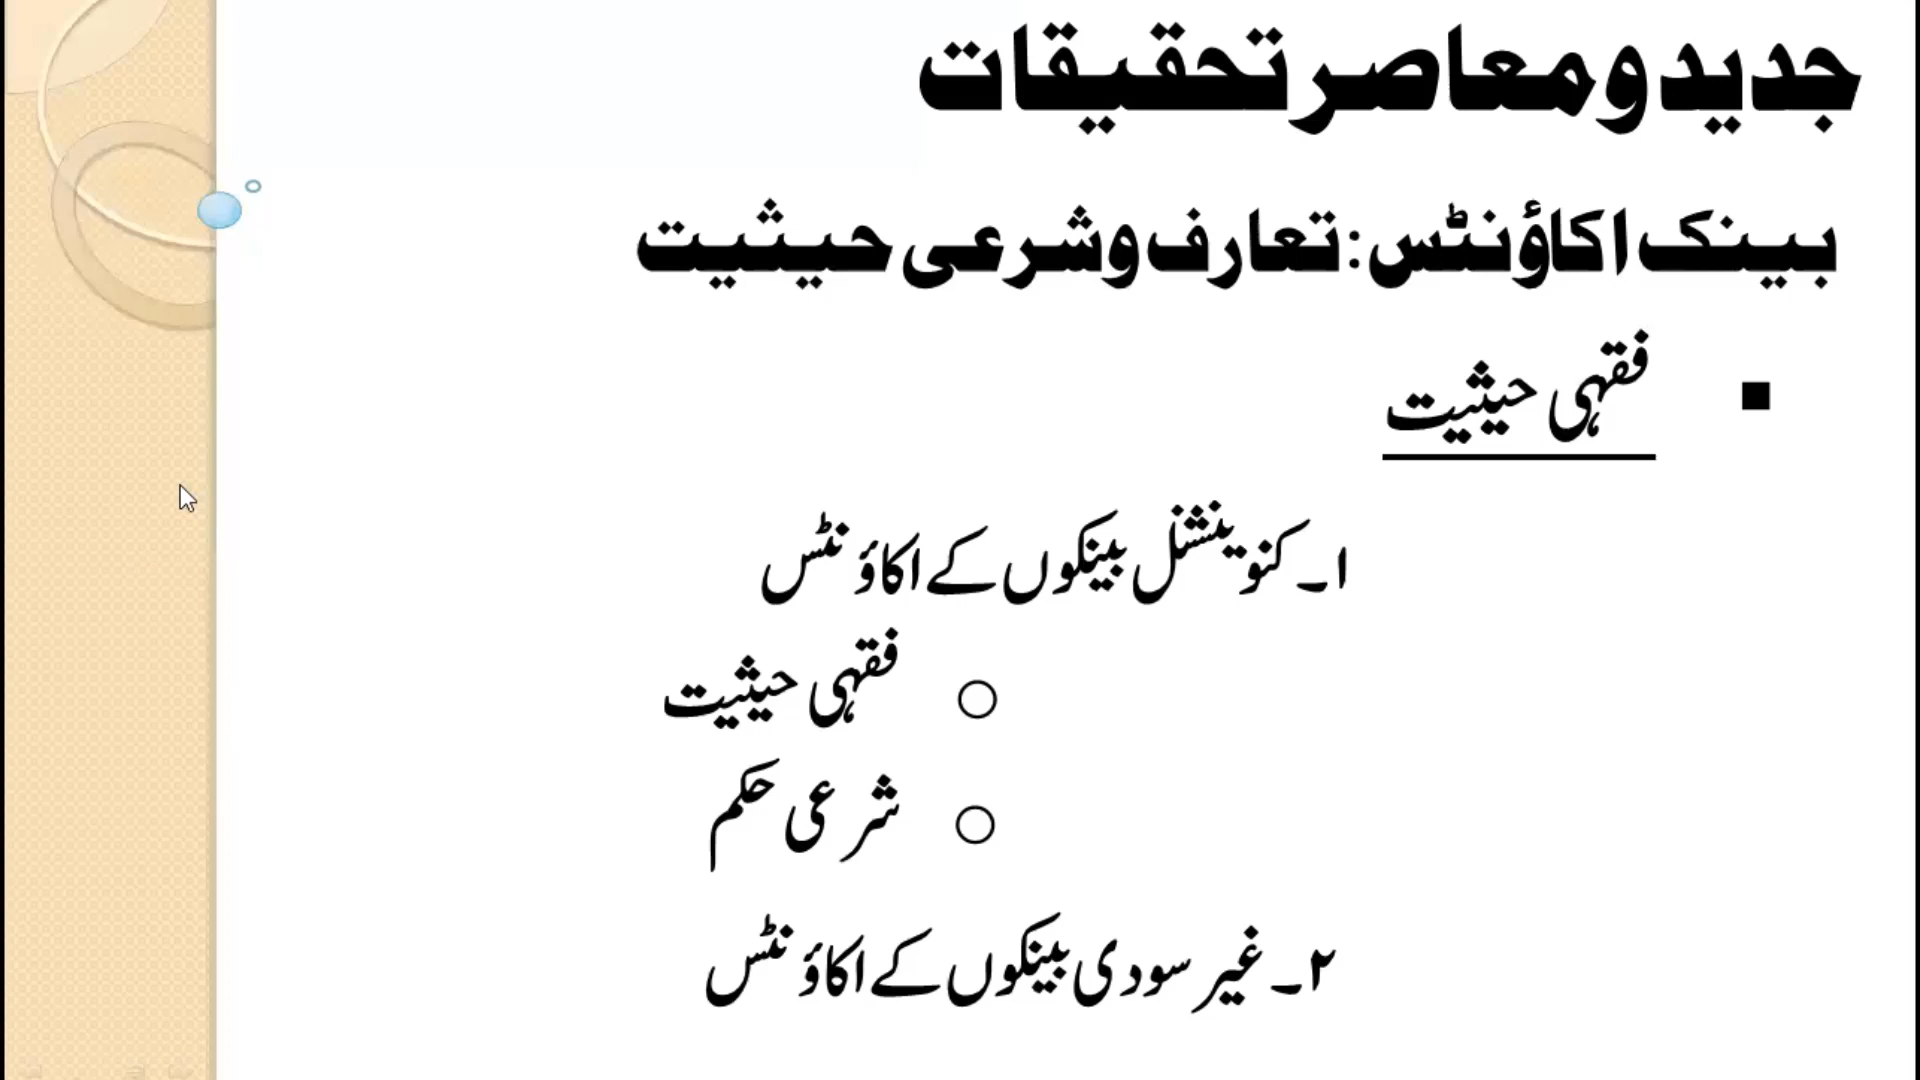 جدید و معاصر تحقیقات
بینک اکاؤنٹس: تعارف و شرعی حیثیت
▪ فقہی حیثیت
۱۔ کنوینشنل بینکوں کے اکاؤنٹس
○ فقہی حیثیت
○ شرعی حکم
۲۔ غیر سودی بینکوں کے اکاؤنٹس